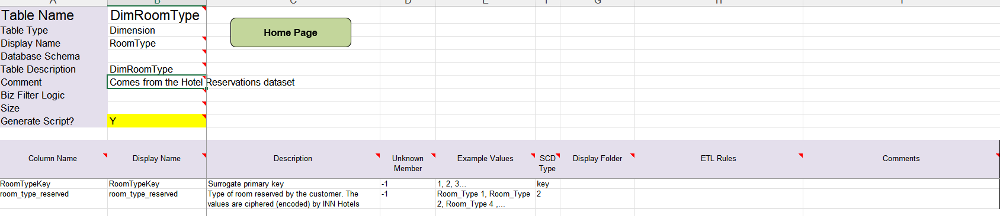 A B C D E F G H I
Table Name DimRoomType
Table Type Dimension
Home Page
Display Name RoomType
Database Schema
Table Description DimRoomType
Comment Comes from the Hotel Reservations dataset
Biz Filter Logic
Size
Generate Script? Y
Column Name Display Name Description Unknown Member Example Values SCD Type Display Folder ETL Rules Comments
RoomTypeKey RoomTypeKey Surrogate primary key -1 1, 2, 3... key
room_type_reserved room_type_reserved Type of room reserved by the customer. The -1 Room_Type 1, Room_Type 2
values are ciphered (encoded) by INN Hotels 2, Room_Type 4 ,...